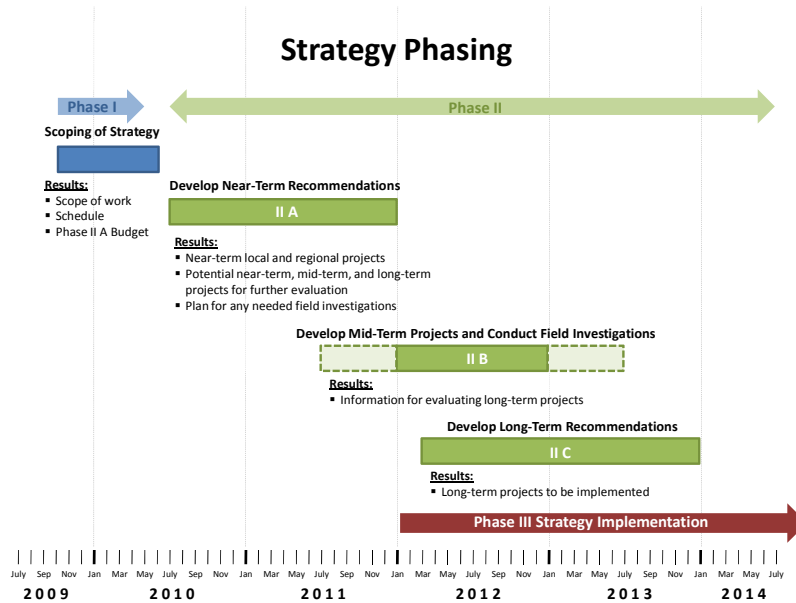 Strategy Phasing
Phase I
Phase II
Scoping of Strategy
Results:
▪ Scope of work
▪ Schedule
▪ Phase II A Budget
Develop Near-Term Recommendations
II A
Results:
▪ Near-term local and regional projects
▪ Potential near-term, mid-term, and long-term
projects for further evaluation
▪ Plan for any needed field investigations
Develop Mid-Term Projects and Conduct Field Investigations
II B
Results:
▪ Information for evaluating long-term projects
Develop Long-Term Recommendations
II C
Results:
▪ Long-term projects to be implemented
Phase III Strategy Implementation
July Sep Nov Jan Mar May July Sep Nov Jan Mar May July Sep Nov Jan Mar May July Sep Nov Jan Mar May July Sep Nov Jan Mar May July
2009 2010 2011 2012 2013 2014